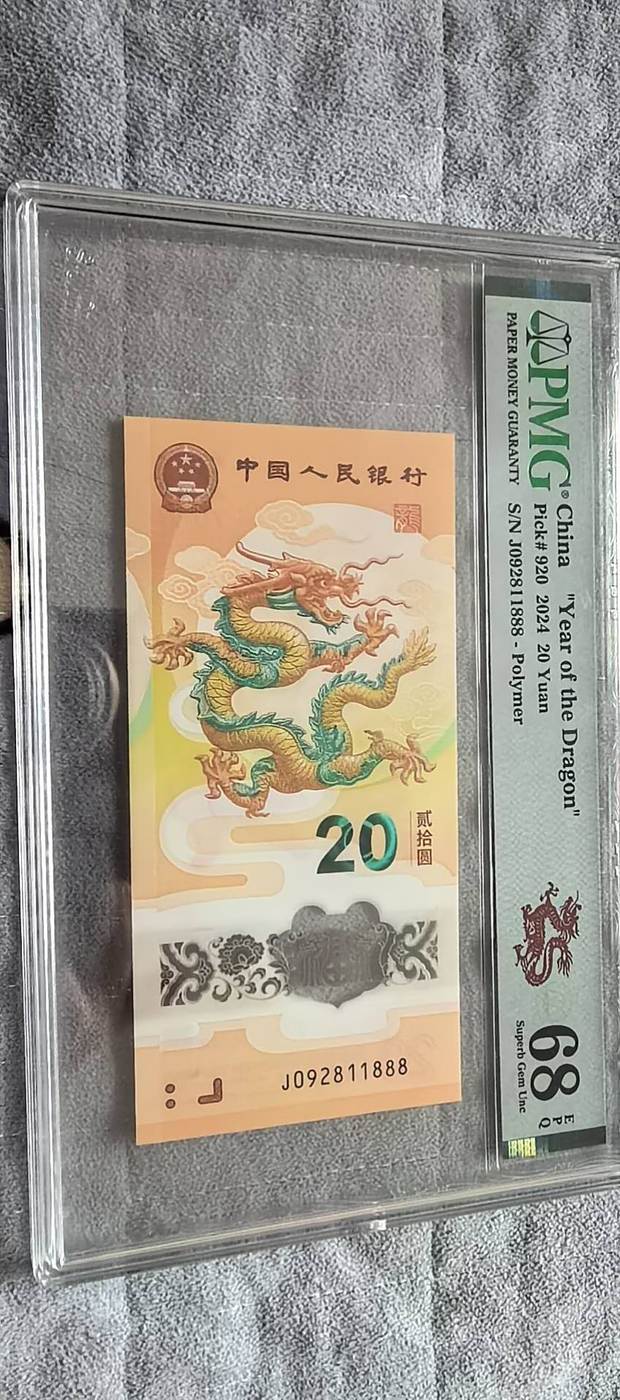 PMG®
PAPER MONEY GUARANTY
China "Year of the Dragon"
Pick# 920 2024 20 Yuan
S/N J092811888 - Polymer
68
EPQ
Superb Gem Unc
中国人民银行
20
贰拾圆
J092811888